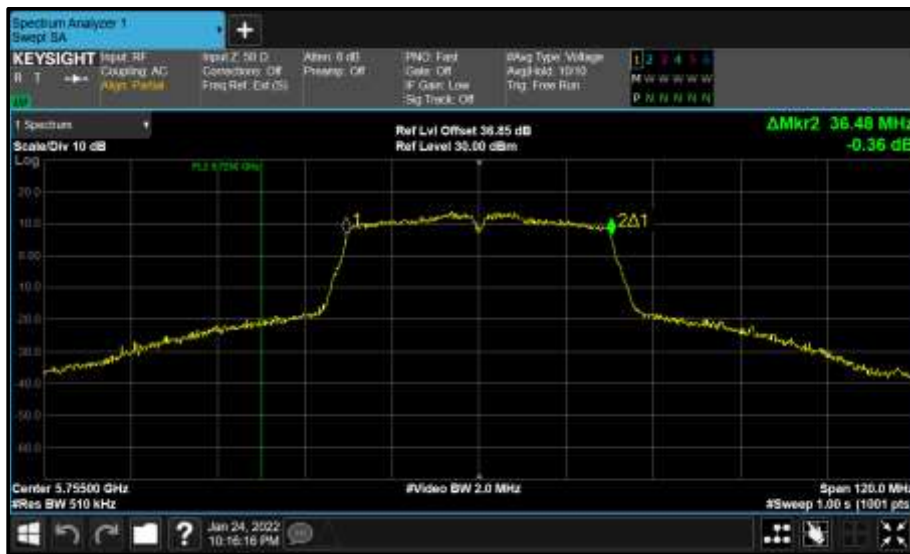 Spectrum Analyzer 1
Swept SA
+
KEYSIGHT
R T
Input: RF
Coupling: AC
Align: Partial
Input Z: 50 Ω
Corrections: Off
Freq Ref: Ext (S)
Atten: 6 dB
Preamp: Off
PNO: Fast
Gate: Off
IF Gain: Low
Sig Track: Off
#Avg Type: Voltage
Avg|Hold: 10/10
Trig: Free Run
1 2 3 4 5 6
M W W W W W
P N N N N N
1 Spectrum
Scale/Div 10 dB
Ref Lvl Offset 36.85 dB
Ref Level 30.00 dBm
ΔMkr2 36.48 MHz
-0.36 dB
Log
20.0
10.0
0.00
-10.0
-20.0
-30.0
-40.0
-50.0
-60.0
1
2Δ1
Center 5.75500 GHz
#Res BW 510 kHz
#Video BW 2.0 MHz
Span 120.0 MHz
#Sweep 1.00 s (1001 pts)
?
Jan 24, 2022
10:16:16 PM